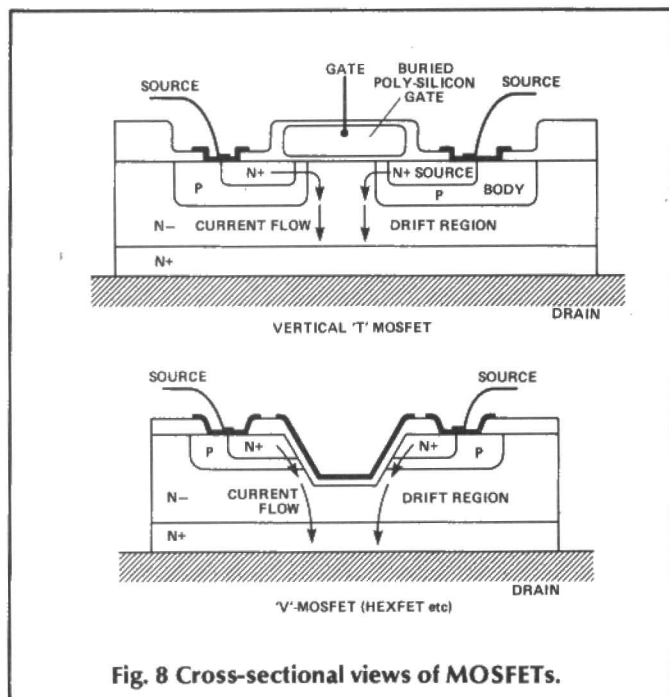 GATE
BURIED
POLY-SILICON
GATE
SOURCE
SOURCE
N+
N+ SOURCE
P
P
BODY
N– CURRENT FLOW
DRIFT REGION
N+
DRAIN
VERTICAL 'T' MOSFET
SOURCE
SOURCE
P
N+
N+
P
N–
CURRENT
FLOW
DRIFT REGION
N+
DRAIN
'V'-MOSFET (HEXFET etc)
Fig. 8 Cross-sectional views of MOSFETs.